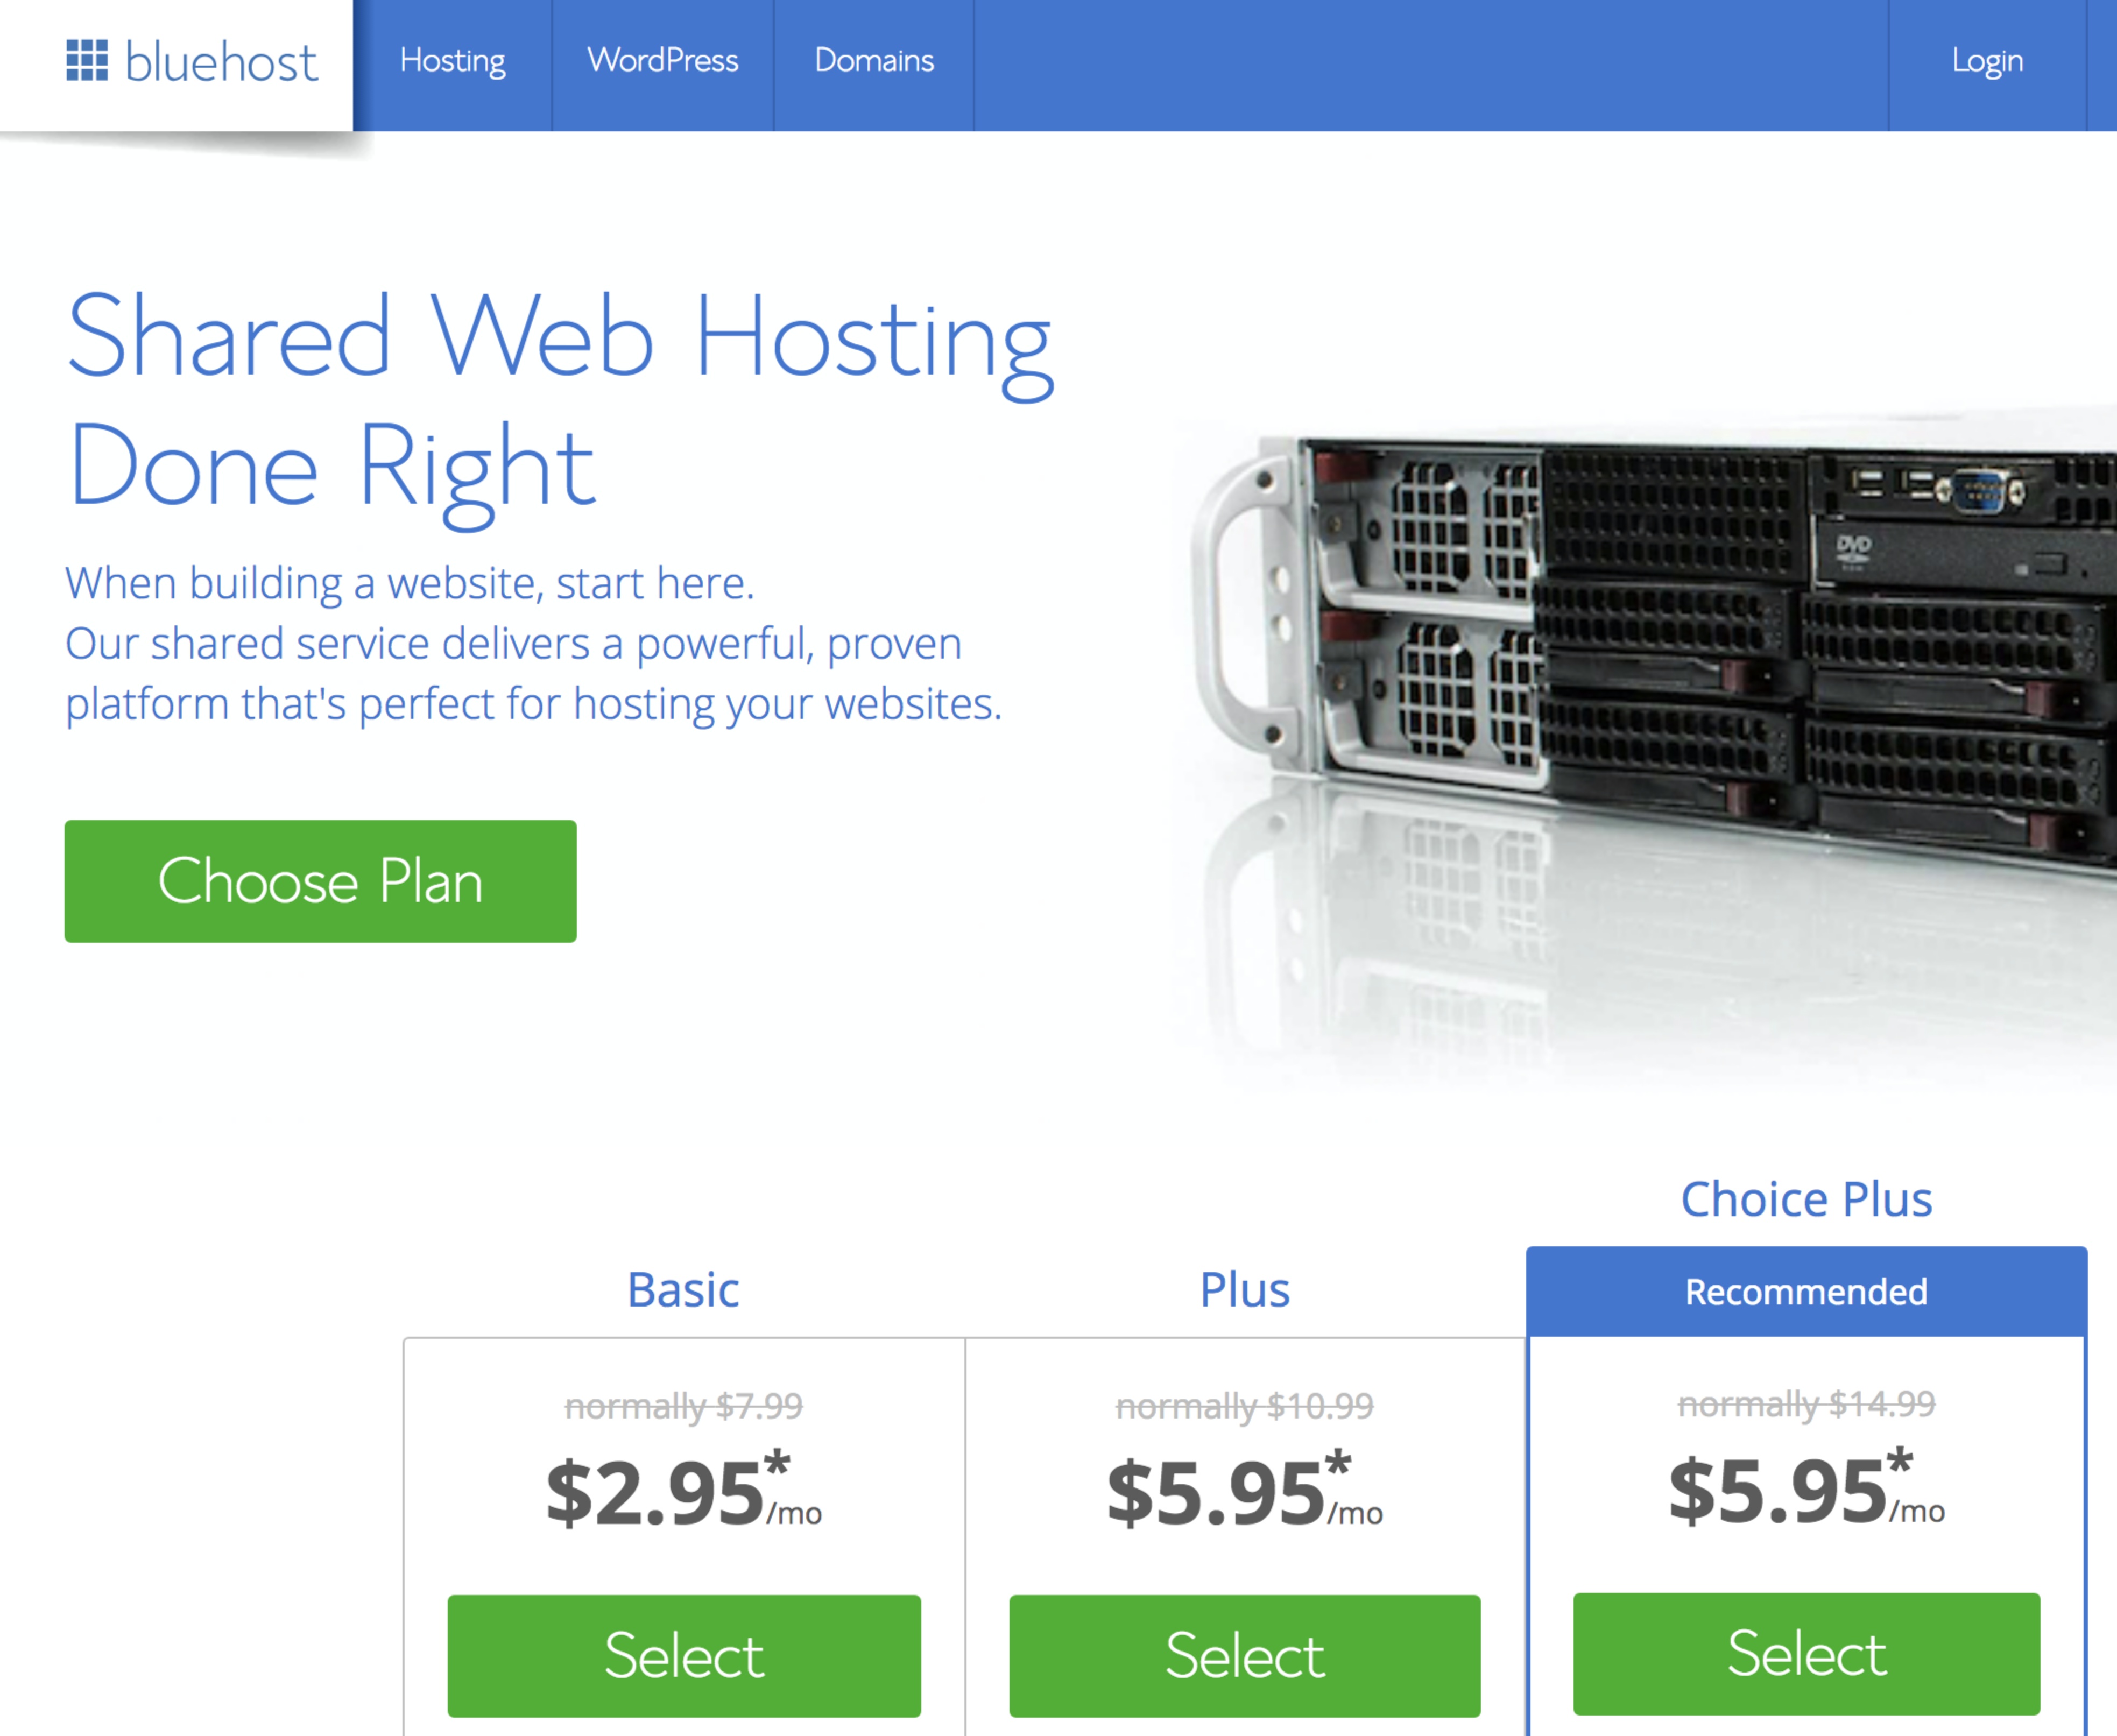 bluehost
Hosting
WordPress
Domains
Login
Shared Web Hosting
Done Right
When building a website, start here.
Our shared service delivers a powerful, proven
platform that's perfect for hosting your websites.
Choose Plan
DVD
Basic
normally $7.99
$2.95*/mo
Select
Plus
normally $10.99
$5.95*/mo
Select
Choice Plus
Recommended
normally $14.99
$5.95*/mo
Select